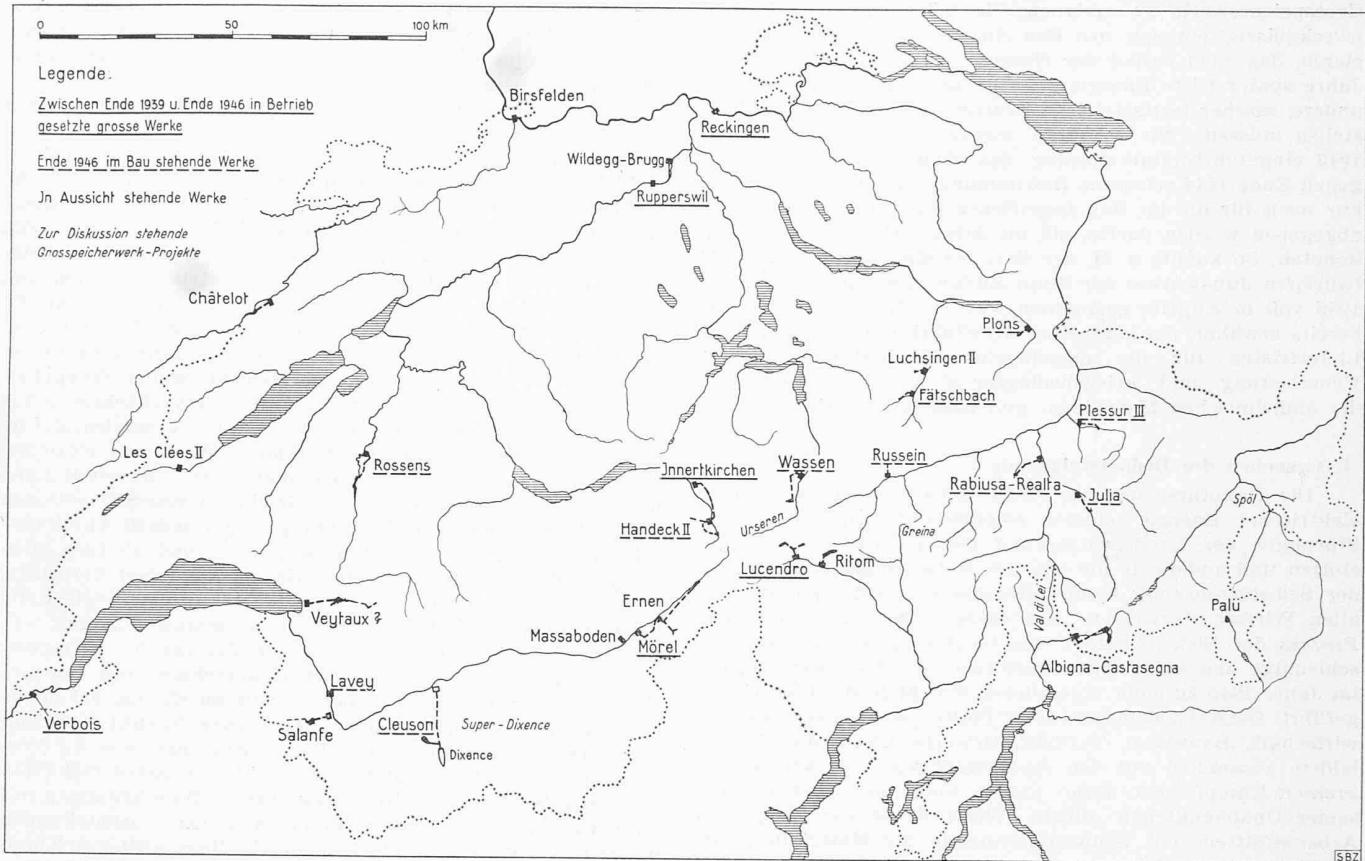 0 50 100 km
Legende.
Zwischen Ende 1939 u. Ende 1946 in Betrieb
gesetzte grosse Werke
Ende 1946 im Bau stehende Werke
Jn Aussicht stehende Werke
Zur Diskussion stehende
Grosspeicherwerk-Projekte
Birsfelden
Reckingen
Wildegg-Brugg
Rupperswil
Châtelot
Plons
Luchsingen II
Fätschbach
Plessur III
Les Clées II
Rossens
Jnnertkirchen
Wassen
Russein
Rabiusa-Realta
Julia
Spöl
Handeck II
Urseren
Greina
Lucendro
Ritom
Val di Lei
Palü
Veytaux ?
Ernen
Massaboden
Mörel
Albigna-Castasegna
Lavey
Verbois
Salanfe
Cleuson
Super-Dixence
Dixence
SBZ